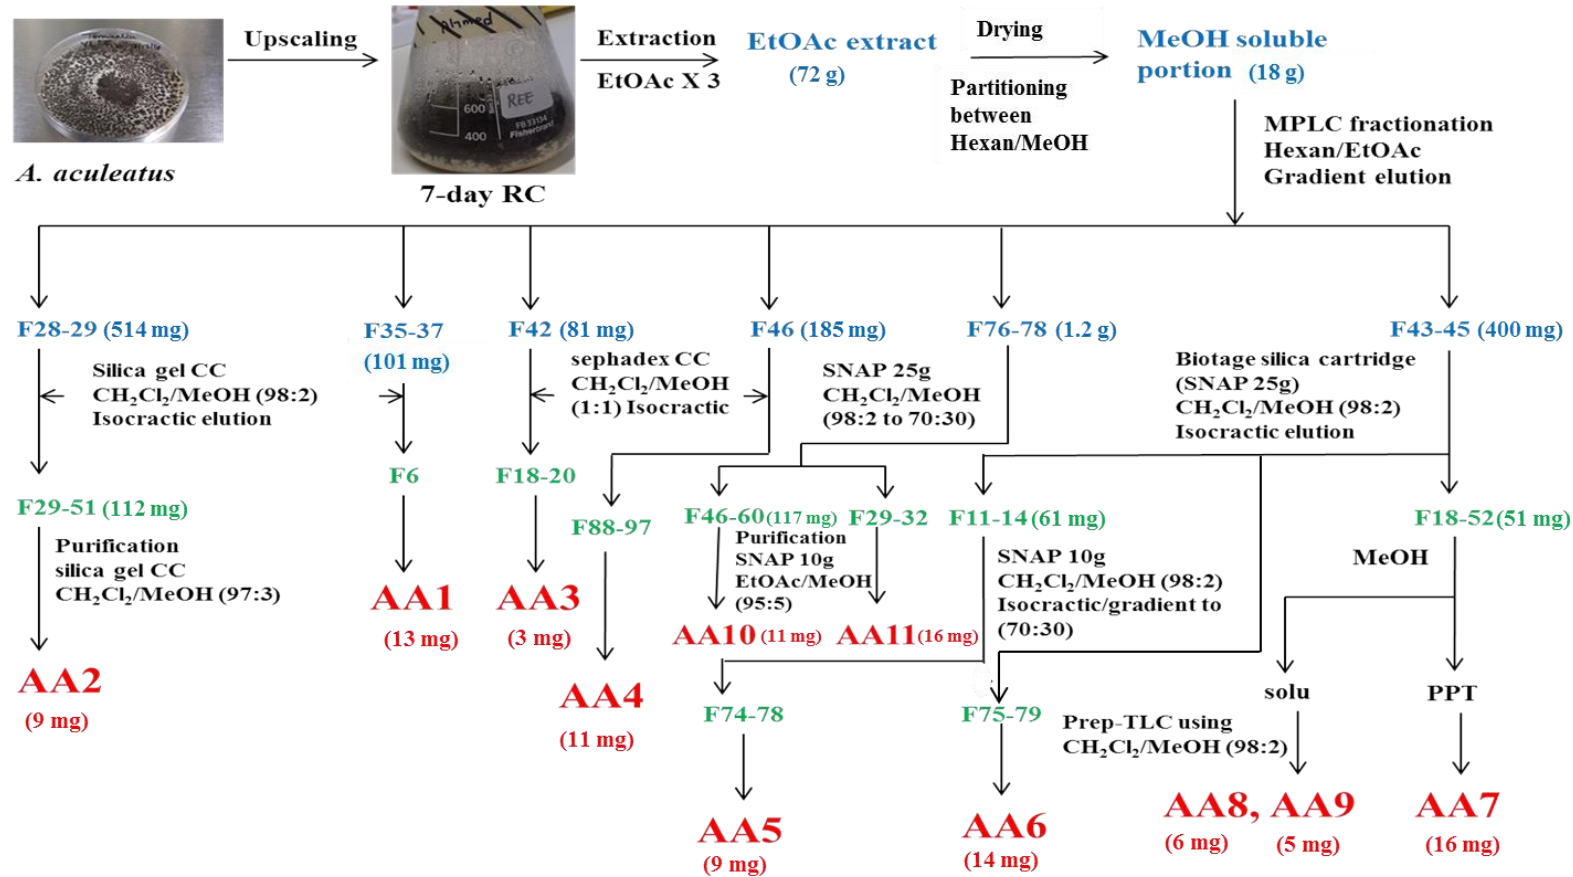 Upscaling
Ahmed
REE
600
400
FB33134
Fisherbrand
Extraction
EtOAc X 3
EtOAc extract
(72 g)
Drying
Partitioning
between
Hexan/MeOH
MeOH soluble
portion (18 g)
A. aculeatus
7-day RC
MPLC fractionation
Hexan/EtOAc
Gradient elution
F28-29 (514 mg)
F35-37
(101 mg)
F42 (81 mg)
F46 (185 mg)
F76-78 (1.2 g)
F43-45 (400 mg)
Silica gel CC
CH₂Cl₂/MeOH (98:2)
Isocractic elution
sephadex CC
CH₂Cl₂/MeOH
(1:1) Isocractic
SNAP 25g
CH₂Cl₂/MeOH
(98:2 to 70:30)
Biotage silica cartridge
(SNAP 25g)
CH₂Cl₂/MeOH (98:2)
Isocractic elution
F29-51 (112 mg)
F6
F18-20
F88-97
F46-60 (117 mg)
F29-32
F11-14 (61 mg)
F18-52 (51 mg)
Purification
silica gel CC
CH₂Cl₂/MeOH (97:3)
Purification
SNAP 10g
EtOAc/MeOH
(95:5)
SNAP 10g
CH₂Cl₂/MeOH (98:2)
Isocractic/gradient to
(70:30)
MeOH
AA2
(9 mg)
AA1
(13 mg)
AA3
(3 mg)
AA4
(11 mg)
AA10 (11 mg)
AA11 (16 mg)
F74-78
F75-79
Prep-TLC using
CH₂Cl₂/MeOH (98:2)
solu
PPT
AA5
(9 mg)
AA6
(14 mg)
AA8, AA9
(6 mg)
(5 mg)
AA7
(16 mg)